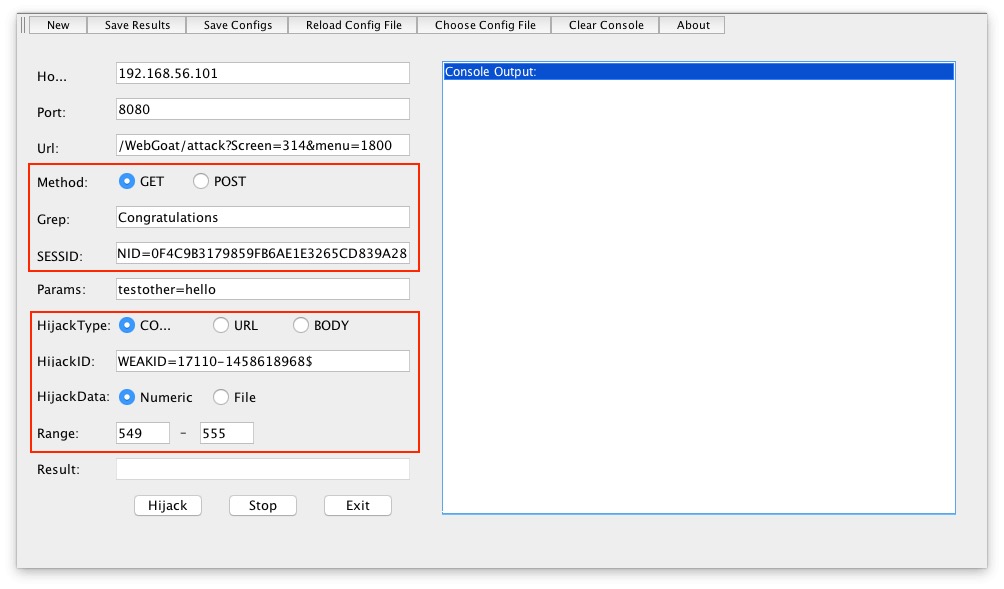 New Save Results Save Configs Reload Config File Choose Config File Clear Console About
Ho... 192.168.56.101
Port: 8080
Url: /WebGoat/attack?Screen=314&menu=1800
Method: GET POST
Grep: Congratulations
SESSID: NID=0F4C9B3179859FB6AE1E3265CD839A28
Params: testother=hello
HijackType: CO... URL BODY
HijackID: WEAKID=17110-1458618968$
HijackData: Numeric File
Range: 549 - 555
Result:
Hijack Stop Exit
Console Output: